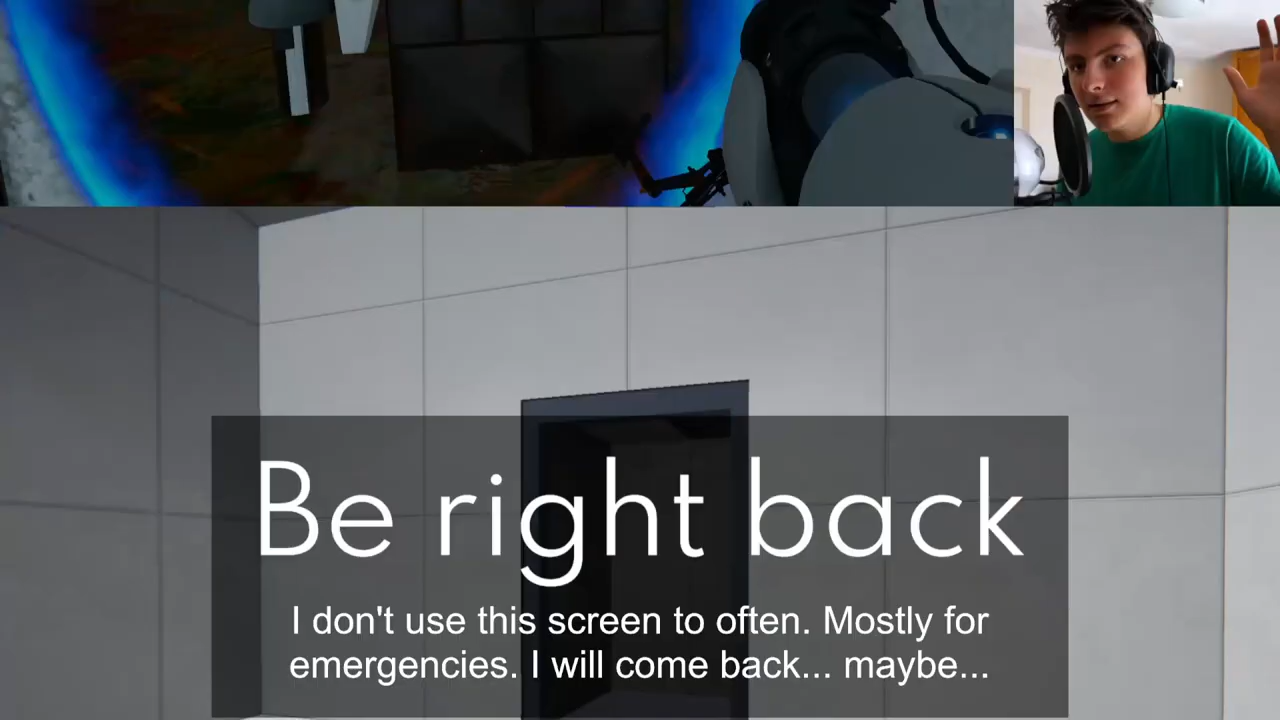 Be right back
I don't use this screen to often. Mostly for
emergencies. I will come back... maybe...